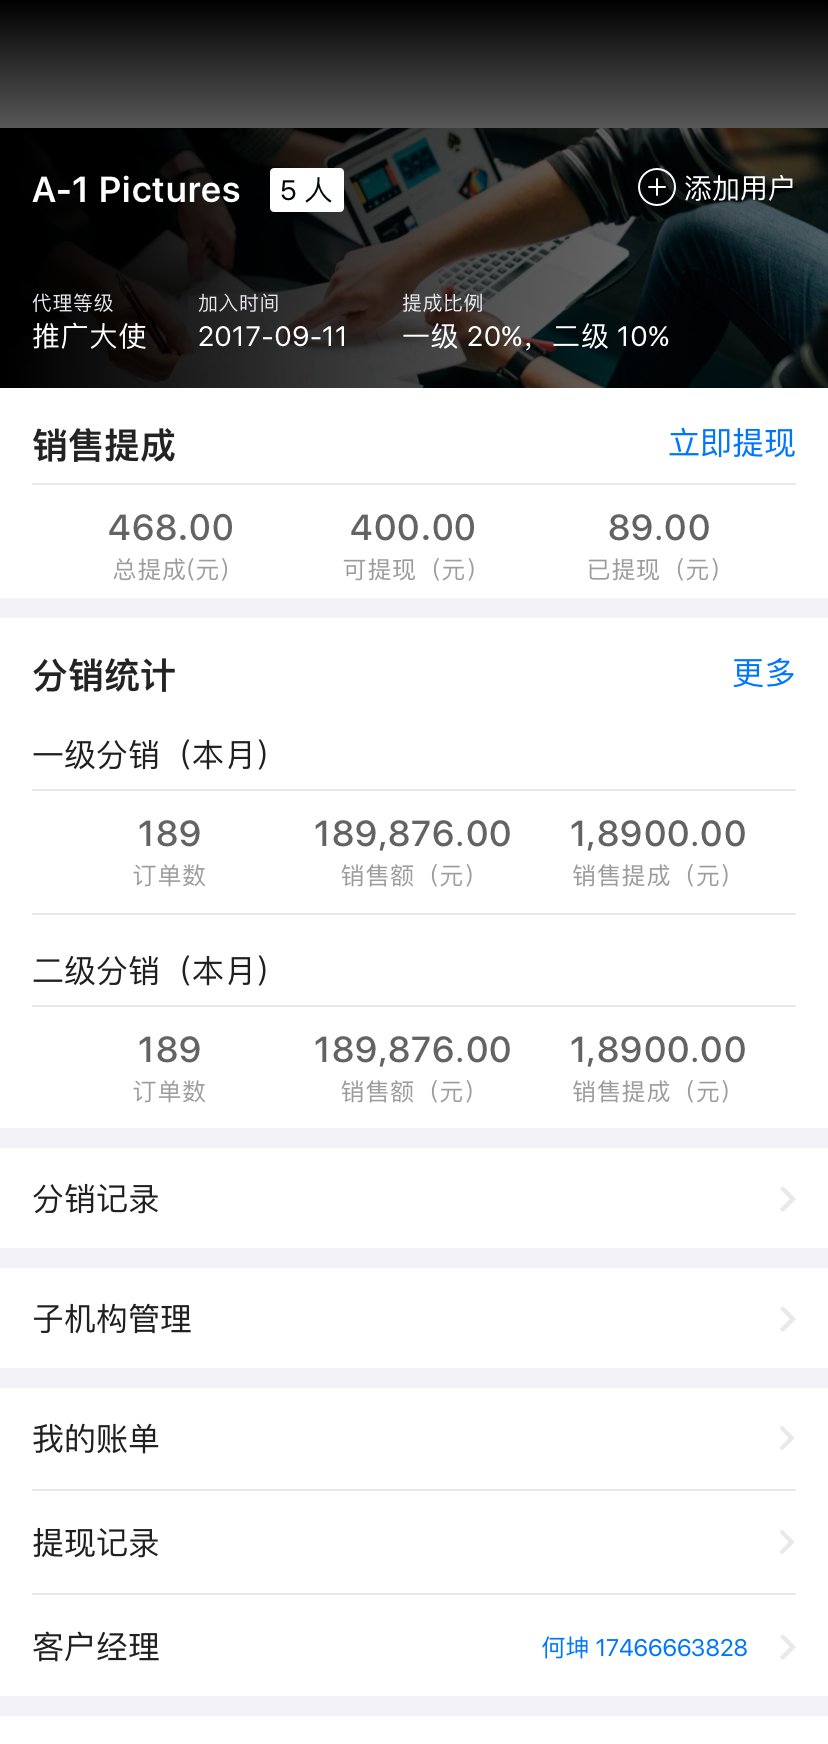 A-1 Pictures 5 人 添加用户
代理等级 加入时间 提成比例
推广大使 2017-09-11 一级 20%，二级 10%
销售提成 立即提现
468.00 400.00 89.00
总提成(元) 可提现（元） 已提现（元）
分销统计 更多
一级分销（本月）
189 189,876.00 1,8900.00
订单数 销售额（元） 销售提成（元）
二级分销（本月）
189 189,876.00 1,8900.00
订单数 销售额（元） 销售提成（元）
分销记录
子机构管理
我的账单
提现记录
客户经理 何坤 17466663828